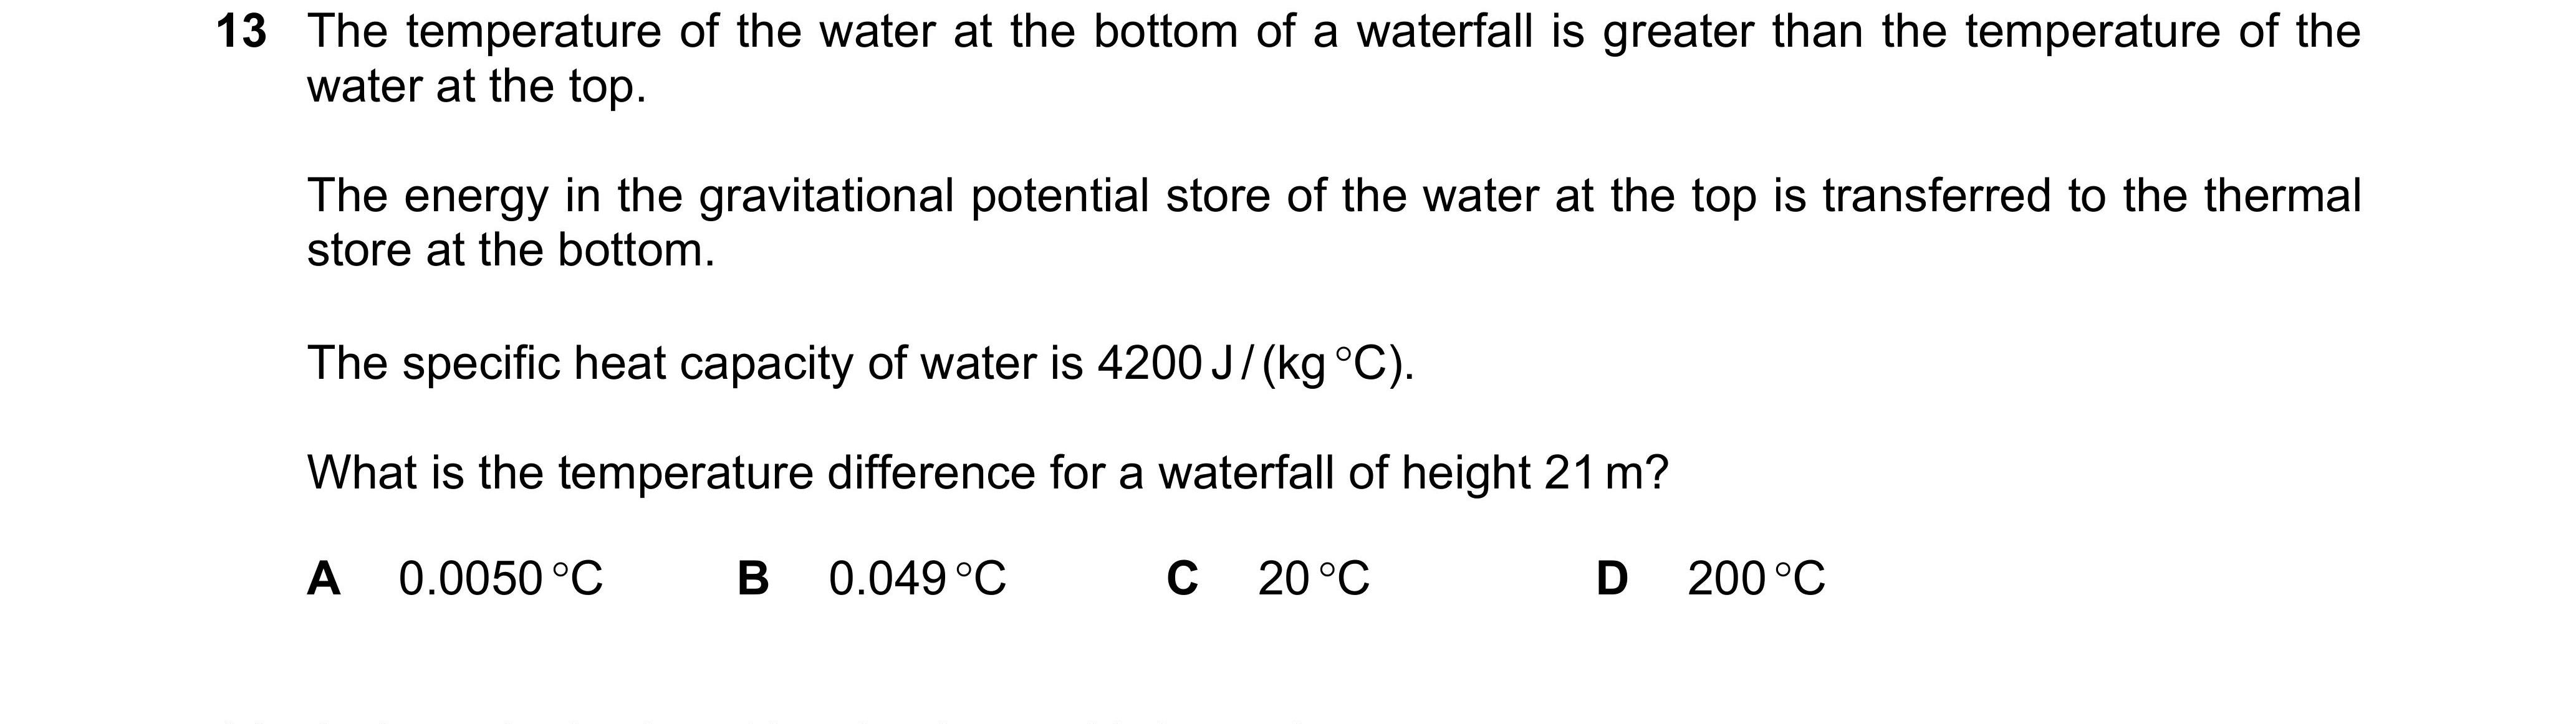 13 The temperature of the water at the bottom of a waterfall is greater than the temperature of the
water at the top.
The energy in the gravitational potential store of the water at the top is transferred to the thermal
store at the bottom.
The specific heat capacity of water is 4200 J / (kg °C).
What is the temperature difference for a waterfall of height 21 m?
A 0.0050 °C B 0.049 °C C 20 °C D 200 °C